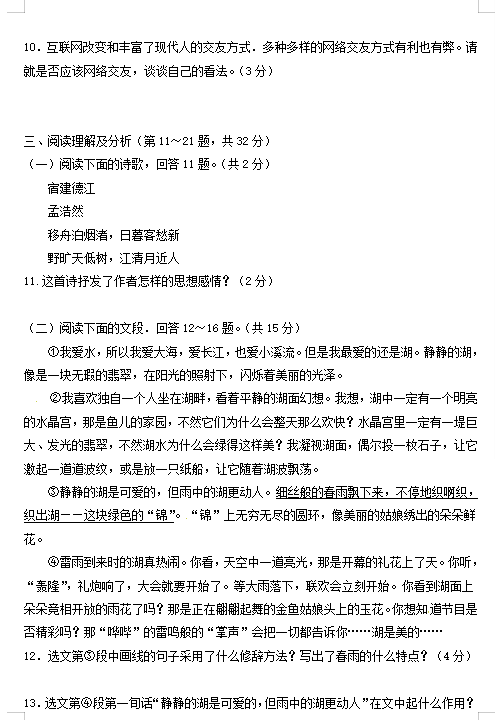 10．互联网改变和丰富了现代人的交友方式．多种多样的网络交友方式有利也有弊。请
就是否应该网络交友，谈谈自己的看法。（3 分）
三、阅读理解及分析（第 11～21 题，共 32 分）
（一）阅读下面的诗歌，回答 11 题。（共 2 分）
宿建德江
孟浩然
移舟泊烟渚，日暮客愁新
野旷天低树，江清月近人
11.这首诗抒发了作者怎样的思想感情？（2 分）
（二）阅读下面的文段．回答 12～16 题。（共 15 分）
①我爱水，所以我爱大海，爱长江，也爱小溪流。但是我最爱的还是湖。静静的湖，
像是一块无瑕的翡翠，在阳光的照射下，闪烁着美丽的光泽。
②我喜欢独自一个人坐在湖畔，看着平静的湖面幻想。我想，湖中一定有一个明亮
的水晶宫，那是鱼儿的家园，不然它们为什么会整天那么欢快？水晶宫里一定有一堤巨
大、发光的翡翠，不然湖水为什么会绿得这样美？我凝视湖面，偶尔投一枚石子，让它
激起一道道波纹，或是放一只纸船，让它随着湖波飘荡。
③静静的湖是可爱的，但雨中的湖更动人。细丝般的春雨飘下来，不停地织啊织，
织出湖——这块绿色的“锦”。“锦”上无穷无尽的圆环，像美丽的姑娘绣出的朵朵鲜
花。
④雷雨到来时的湖真热闹。你看，天空中一道亮光，那是开幕的礼花上了天。你听，
“轰隆”，礼炮响了，大会就要开始了。等大雨落下，联欢会立刻开始。你看到湖面上
朵朵竞相开放的雨花了吗？那是正在翩翩起舞的金鱼姑娘头上的玉花。你想知道节目是
否精彩吗？那“哗哗”的雷鸣般的“掌声”会把一切都告诉你……湖是美的……
12．选文第③段中画线的句子采用了什么修辞方法？写出了春雨的什么特点？（4 分）
13．选文第④段第一句话“静静的湖是可爱的，但雨中的湖更动人”在文中起什么作用？